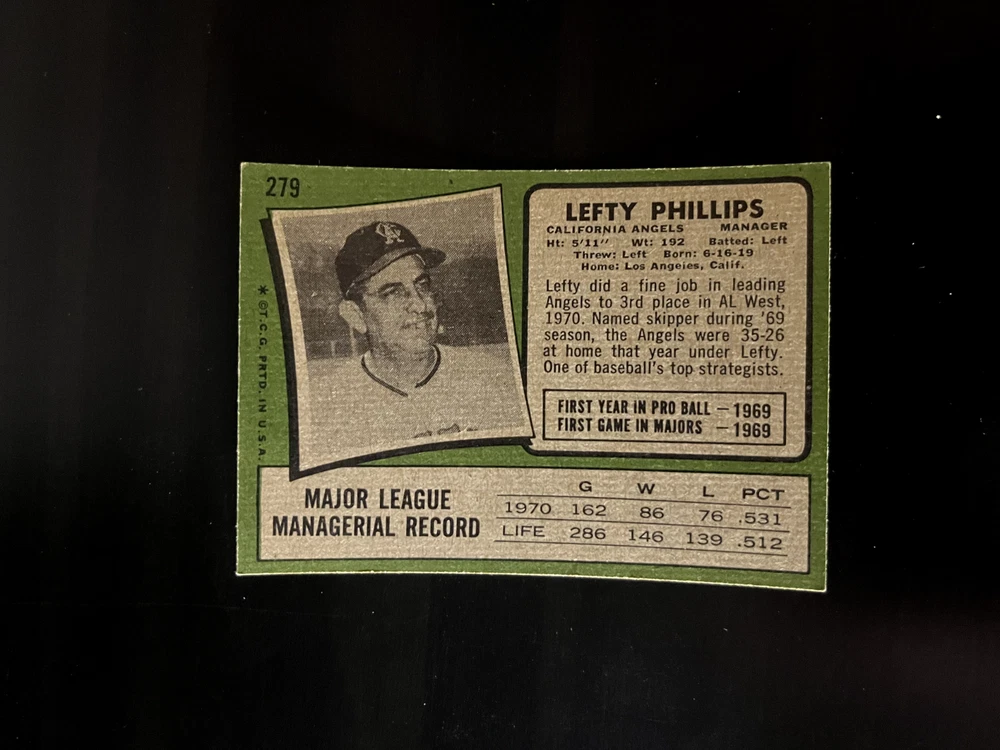 279
* ©T.C.G. PRTD. IN U.S.A.
CA
LEFTY PHILLIPS
CALIFORNIA ANGELS MANAGER
Ht: 5'11" Wt: 192 Batted: Left
Threw: Left Born: 6-16-19
Home: Los Angeles, Calif.
Lefty did a fine job in leading
Angels to 3rd place in AL West,
1970. Named skipper during '69
season, the Angels were 35-26
at home that year under Lefty.
One of baseball's top strategists.
FIRST YEAR IN PRO BALL — 1969
FIRST GAME IN MAJORS — 1969
MAJOR LEAGUE
MANAGERIAL RECORD
G W L PCT
1970 162 86 76 .531
LIFE 286 146 139 .512